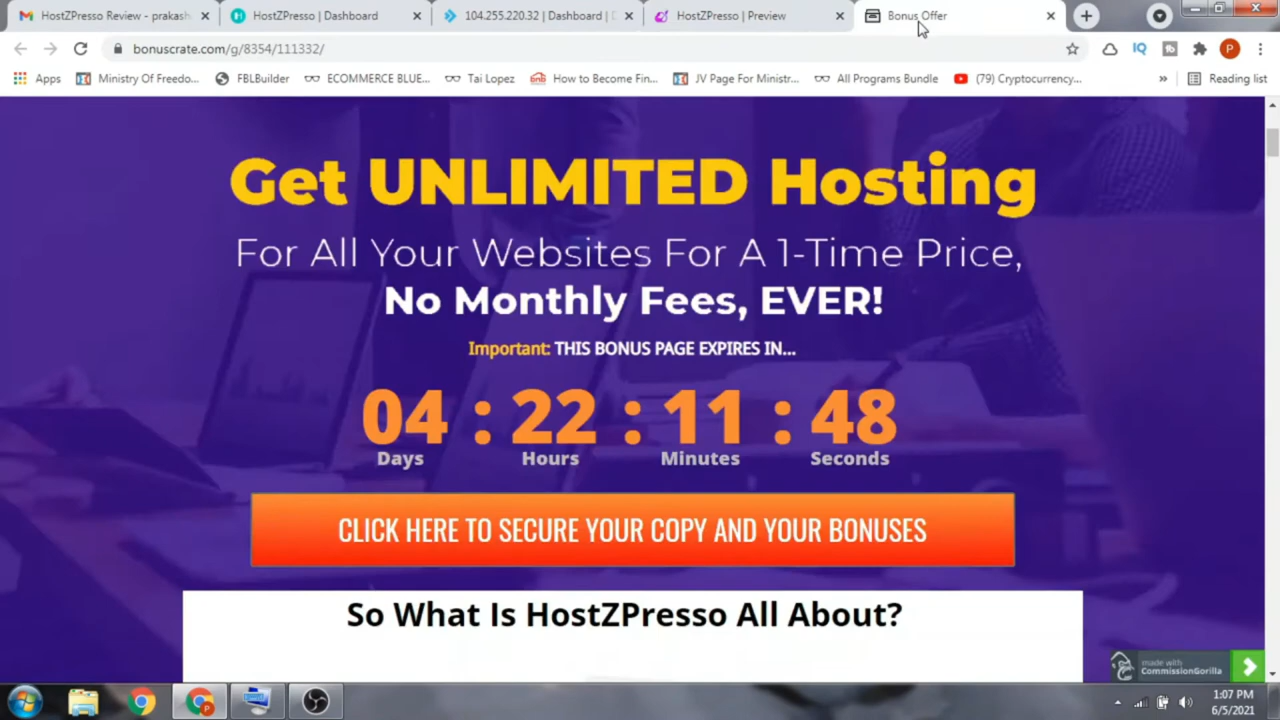 HostZPresso Review - prakash
HostZPresso | Dashboard
104.255.220.32 | Dashboard |
HostZPresso | Preview
Bonus Offer
bonuscrate.com/g/8354/111332/
IQ
P
Apps
Ministry Of Freedo...
FBLBuilder
ECOMMERCE BLUE...
Tai Lopez
How to Become Fin...
JV Page For Ministr...
All Programs Bundle
(79) Cryptocurrency...
»
Reading list
Get UNLIMITED Hosting
For All Your Websites For A 1-Time Price,
No Monthly Fees, EVER!
Important: THIS BONUS PAGE EXPIRES IN...
04 : 22 : 11 : 48
Days Hours Minutes Seconds
CLICK HERE TO SECURE YOUR COPY AND YOUR BONUSES
So What Is HostZPresso All About?
made with
CommissionGorilla
1:07 PM
6/5/2021